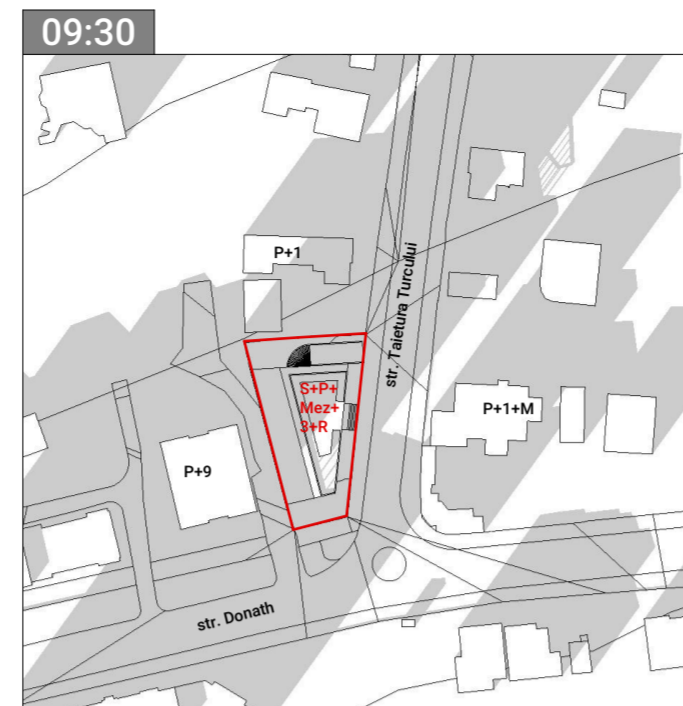 09:30
P+1
str. Taietura Turcului
S+P+
Mez+
3+R
P+1+M
P+9
str. Donath